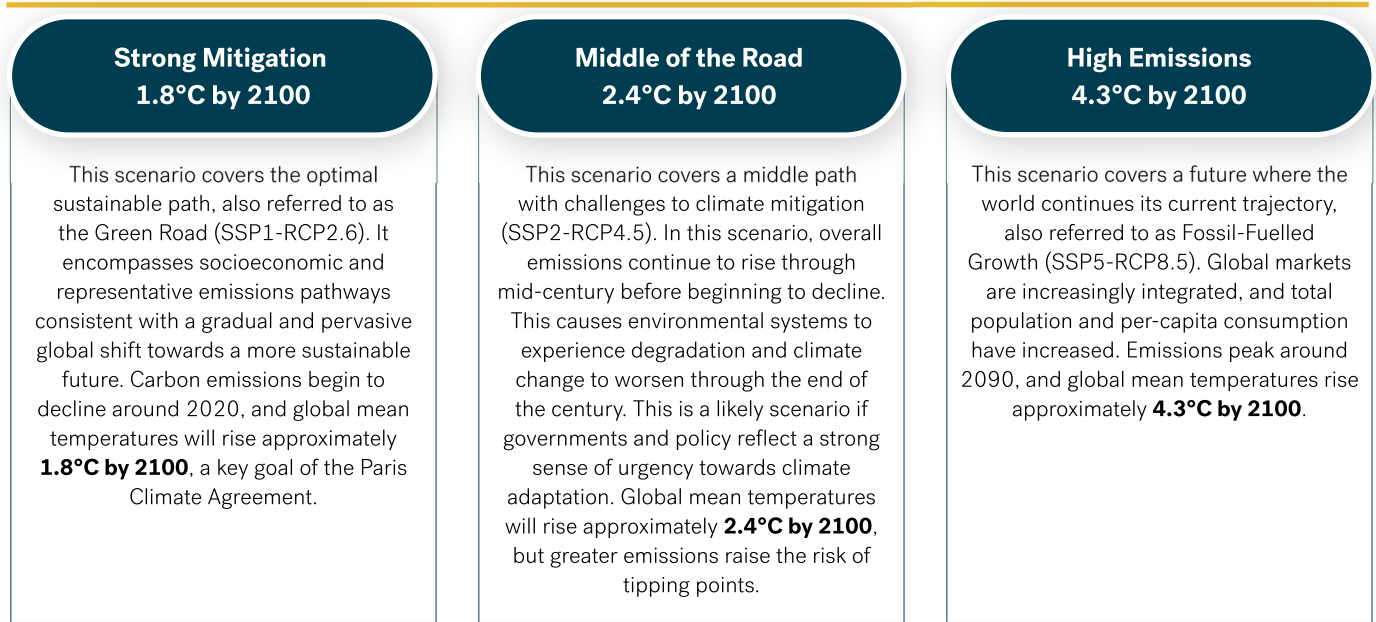 Strong Mitigation
1.8°C by 2100
This scenario covers the optimal
sustainable path, also referred to as
the Green Road (SSP1-RCP2.6). It
encompasses socioeconomic and
representative emissions pathways
consistent with a gradual and pervasive
global shift towards a more sustainable
future. Carbon emissions begin to
decline around 2020, and global mean
temperatures will rise approximately
1.8°C by 2100, a key goal of the Paris
Climate Agreement.
Middle of the Road
2.4°C by 2100
This scenario covers a middle path
with challenges to climate mitigation
(SSP2-RCP4.5). In this scenario, overall
emissions continue to rise through
mid-century before beginning to decline.
This causes environmental systems to
experience degradation and climate
change to worsen through the end of
the century. This is a likely scenario if
governments and policy reflect a strong
sense of urgency towards climate
adaptation. Global mean temperatures
will rise approximately 2.4°C by 2100,
but greater emissions raise the risk of
tipping points.
High Emissions
4.3°C by 2100
This scenario covers a future where the
world continues its current trajectory,
also referred to as Fossil-Fuelled
Growth (SSP5-RCP8.5). Global markets
are increasingly integrated, and total
population and per-capita consumption
have increased. Emissions peak around
2090, and global mean temperatures rise
approximately 4.3°C by 2100.